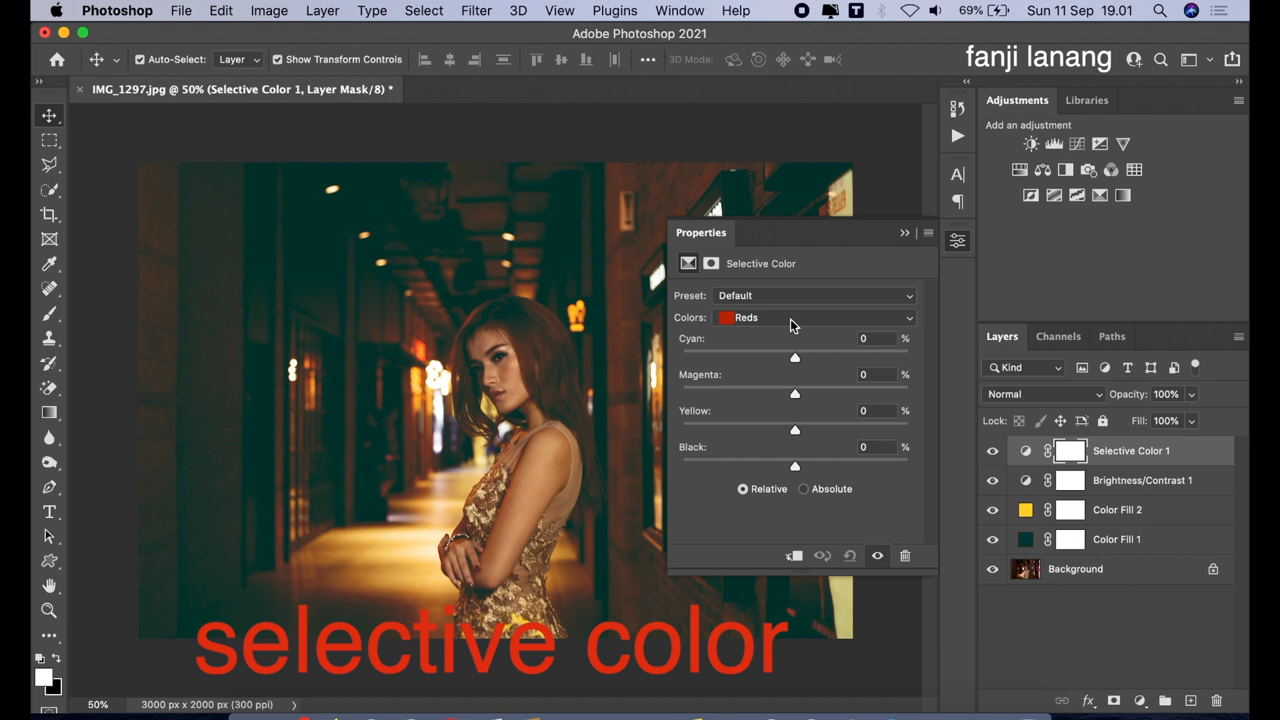 Photoshop File Edit Image Layer Type Select Filter 3D View Plugins Window Help T 69% Sun 11 Sep 19.01
Adobe Photoshop 2021
Auto-Select: Layer Show Transform Controls 3D Mode: fanji lanang
IMG_1297.jpg @ 50% (Selective Color 1, Layer Mask/8) *
Adjustments Libraries
Add an adjustment
Properties
Selective Color
Preset: Default
Colors: Reds
Cyan: 0 %
Magenta: 0 %
Yellow: 0 %
Black: 0 %
Relative Absolute
Layers Channels Paths
Kind
Normal Opacity: 100%
Lock: Fill: 100%
Selective Color 1
Brightness/Contrast 1
Color Fill 2
Color Fill 1
Background
selective color
50% 3000 px x 2000 px (300 ppi)